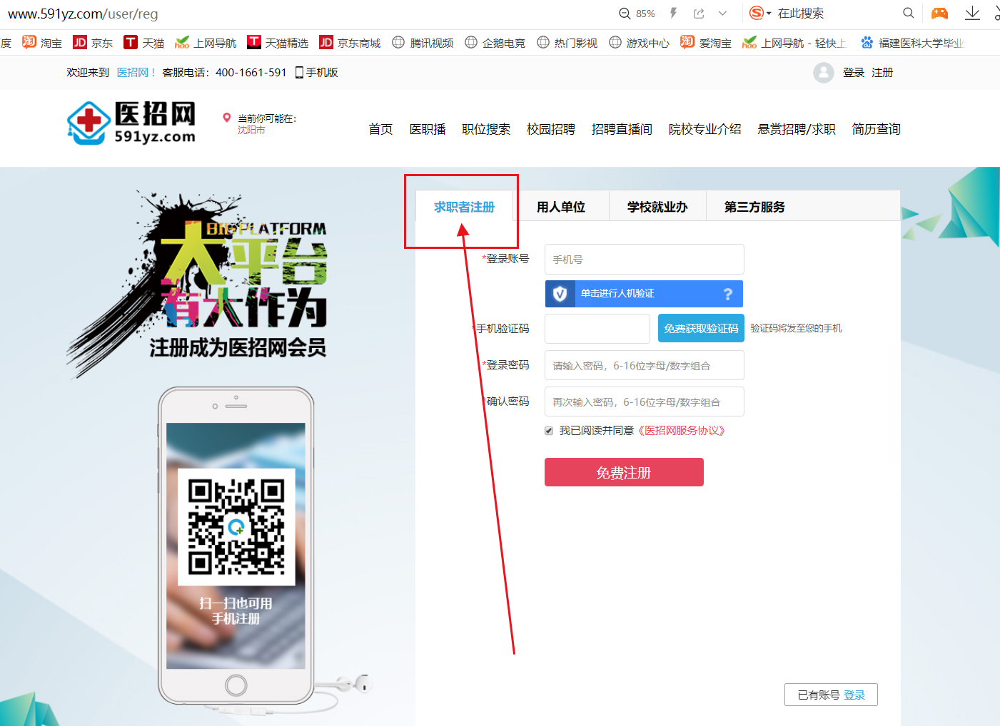 www.591yz.com/user/reg
85%
在此搜索
度 淘宝 京东 天猫 上网导航 天猫精选 京东商城 腾讯视频 企鹅电竞 热门影视 游戏中心 爱淘宝 上网导航 - 轻快上 福建医科大学毕业
欢迎来到 医招网！ 客服电话：400-1661-591 手机版
登录 注册
医招网
591yz.com
当前你可能在：
沈阳市
首页 医职播 职位搜索 校园招聘 招聘直播间 院校专业介绍 悬赏招聘/求职 简历查询
求职者注册 用人单位 学校就业办 第三方服务
BIG PLATFORM
大平台
有大作为
注册成为医招网会员
*登录账号 手机号
单击进行人机验证 ?
*手机验证码 免费获取验证码 验证码将发至您的手机
*登录密码 请输入密码，6-16位字母/数字组合
*确认密码 再次输入密码，6-16位字母/数字组合
我已阅读并同意《医招网服务协议》
免费注册
扫一扫也可用
手机注册
已有账号 登录